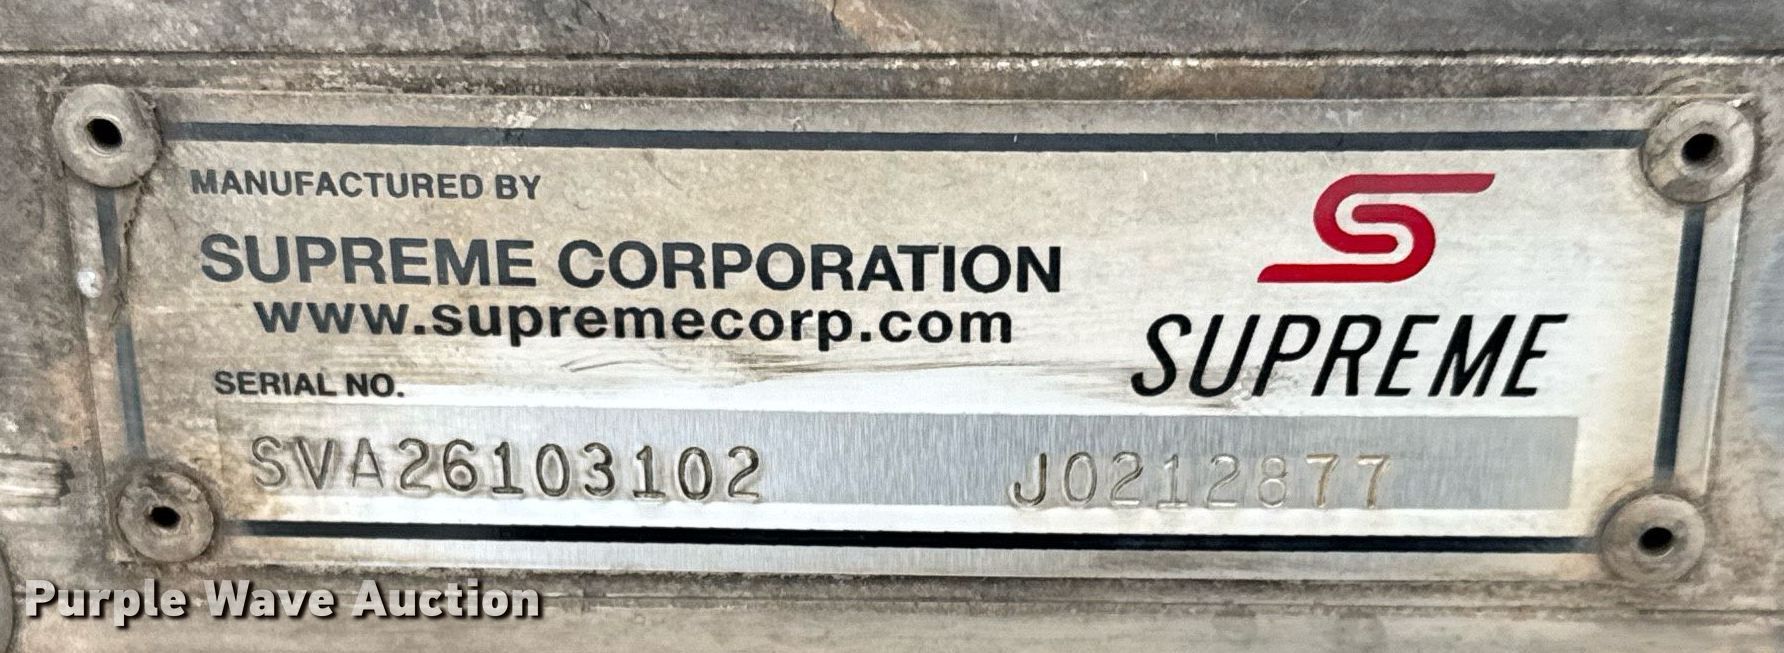 MANUFACTURED BY
SUPREME CORPORATION
www.supremecorp.com
SUPREME
SERIAL NO.
SVA26103102 J0212877
Purple Wave Auction